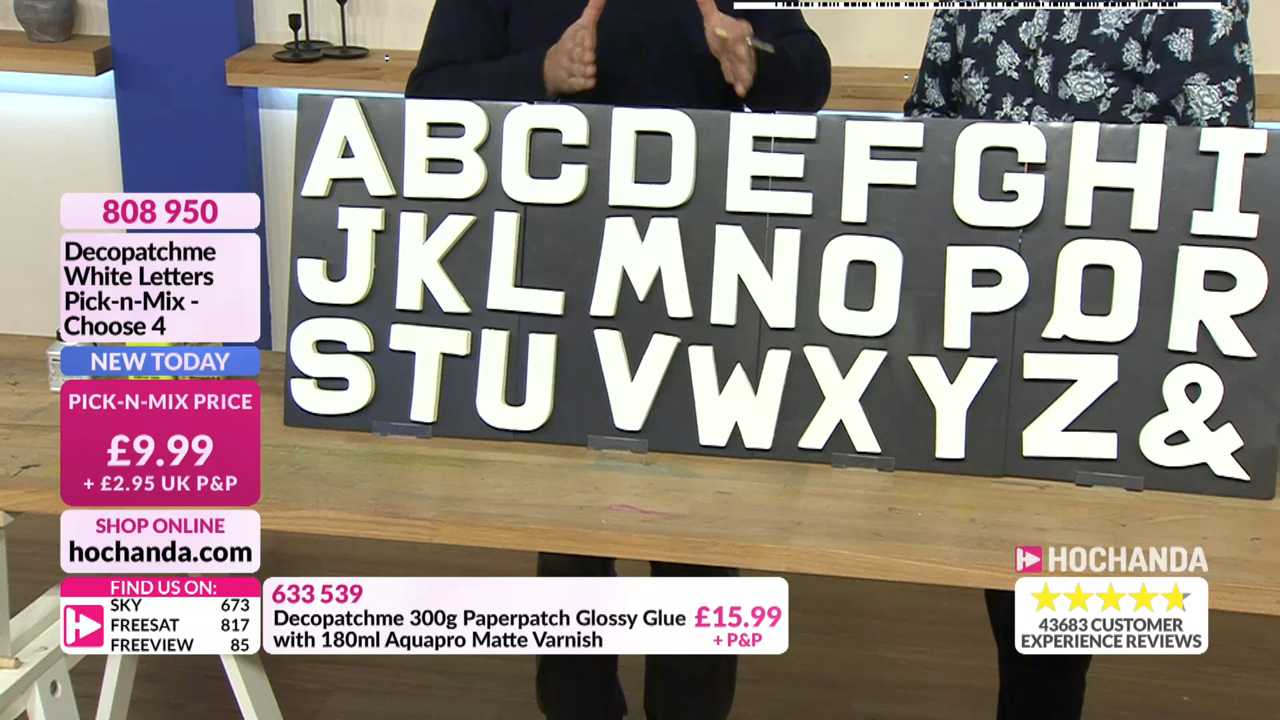 808 950
Decopatchme
White Letters
Pick-n-Mix -
Choose 4
NEW TODAY
PICK-N-MIX PRICE
£9.99
+ £2.95 UK P&P
SHOP ONLINE
hochanda.com
FIND US ON:
SKY 673
FREESAT 817
FREEVIEW 85
633 539
Decopatchme 300g Paperpatch Glossy Glue
with 180ml Aquapro Matte Varnish
£15.99
+ P&P
ABCDEFGHI
JKLMNOPQR
STUVWXYZ&
HOCHANDA
43683 CUSTOMER
EXPERIENCE REVIEWS